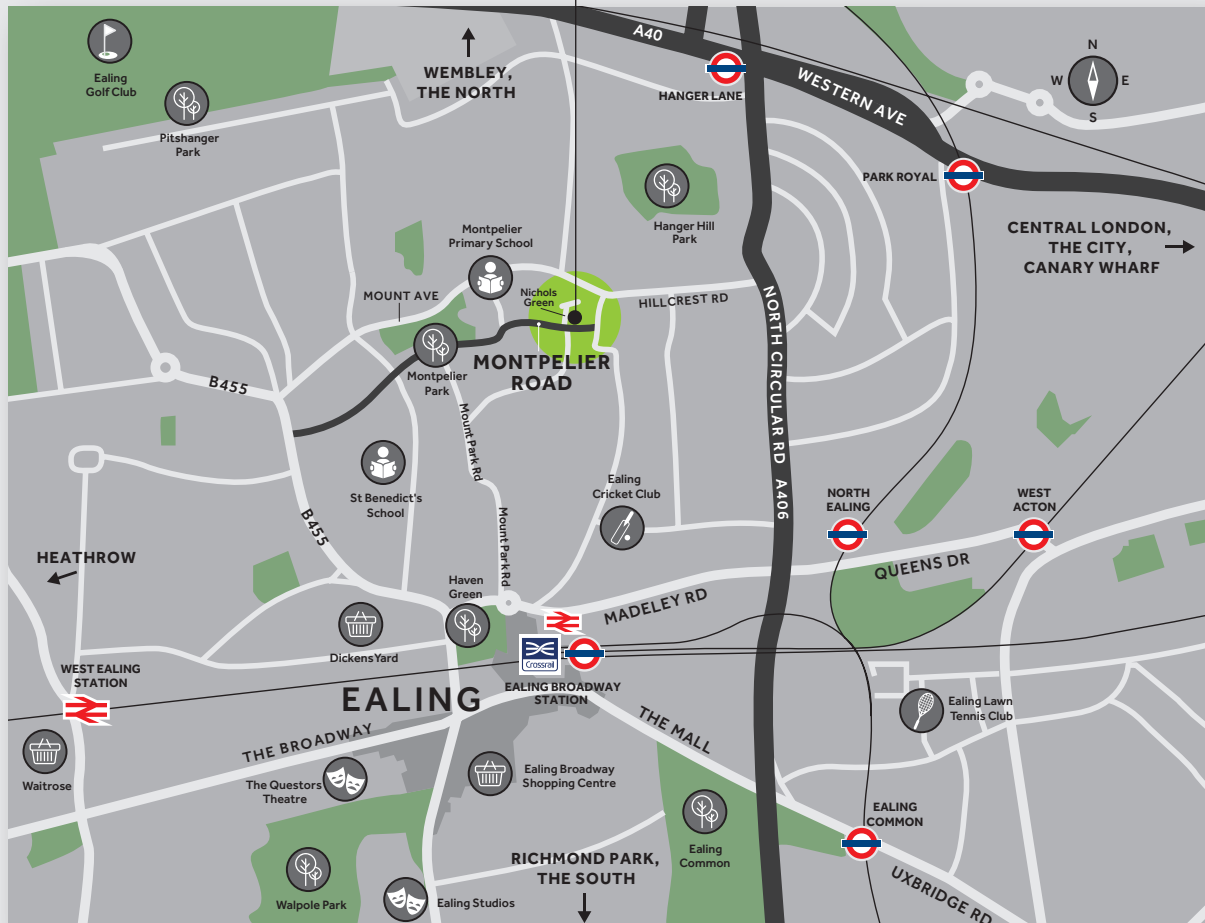 A40
WEMBLEY,
THE NORTH
HANGER LANE
WESTERN AVE
N
W
E
S
Ealing
Golf Club
Pitshanger
Park
PARK ROYAL
CENTRAL LONDON,
THE CITY,
CANARY WHARF
Hanger Hill
Park
Montpelier
Primary School
MOUNT AVE
Nichols
Green
HILLCREST RD
NORTH CIRCULAR RD A406
MONTPELIER
ROAD
Montpelier
Park
B455
Mount Park Rd
St Benedict's
School
Ealing
Cricket Club
NORTH
EALING
WEST
ACTON
B455
Mount Park Rd
HEATHROW
QUEENS DR
Haven
Green
MADELEY RD
Dickens Yard
Crossrail
WEST EALING
STATION
EALING
EALING BROADWAY
STATION
Ealing Lawn
Tennis Club
THE MALL
THE BROADWAY
Waitrose
The Questors
Theatre
Ealing Broadway
Shopping Centre
EALING
COMMON
Ealing
Common
RICHMOND PARK,
THE SOUTH
UXBRIDGE RD
Walpole Park
Ealing Studios